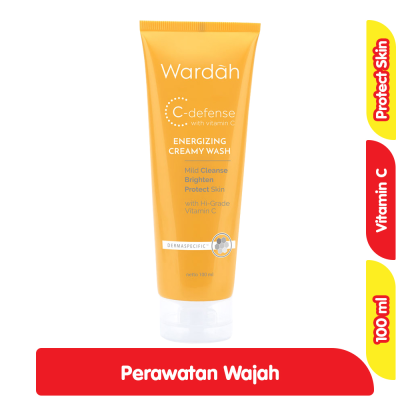 Wardah
C-defense
with vitamin C
ENERGIZING
CREAMY WASH
Mild Cleanse
Brighten
Protect Skin
with Hi-Grade
Vitamin C
DERMASPECIFIC
Protect Skin
Vitamin C
100 ml
Perawatan Wajah